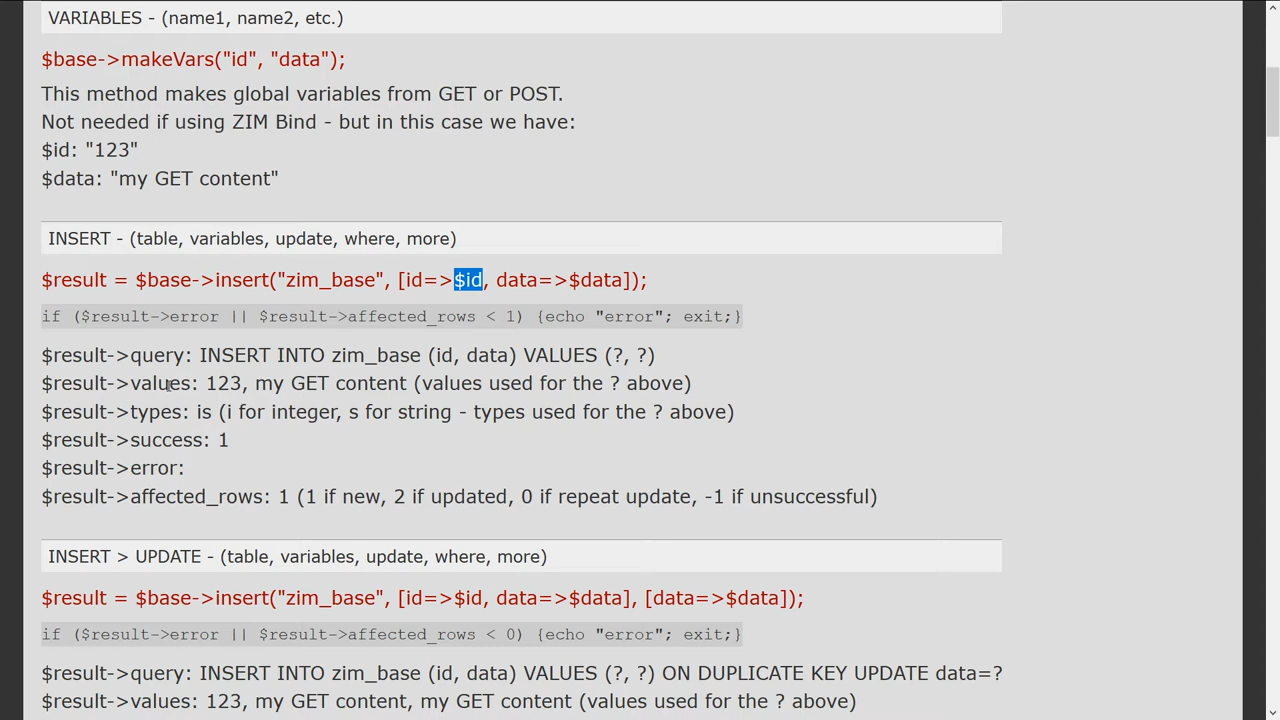 VARIABLES - (name1, name2, etc.)
$base->makeVars("id", "data");
This method makes global variables from GET or POST.
Not needed if using ZIM Bind - but in this case we have:
$id: "123"
$data: "my GET content"
INSERT - (table, variables, update, where, more)
$result = $base->insert("zim_base", [id=>$id, data=>$data]);
if ($result->error || $result->affected_rows < 1) {echo "error"; exit;}
$result->query: INSERT INTO zim_base (id, data) VALUES (?, ?)
$result->values: 123, my GET content (values used for the ? above)
$result->types: is (i for integer, s for string - types used for the ? above)
$result->success: 1
$result->error:
$result->affected_rows: 1 (1 if new, 2 if updated, 0 if repeat update, -1 if unsuccessful)
INSERT > UPDATE - (table, variables, update, where, more)
$result = $base->insert("zim_base", [id=>$id, data=>$data], [data=>$data]);
if ($result->error || $result->affected_rows < 0) {echo "error"; exit;}
$result->query: INSERT INTO zim_base (id, data) VALUES (?, ?) ON DUPLICATE KEY UPDATE data=?
$result->values: 123, my GET content, my GET content (values used for the ? above)